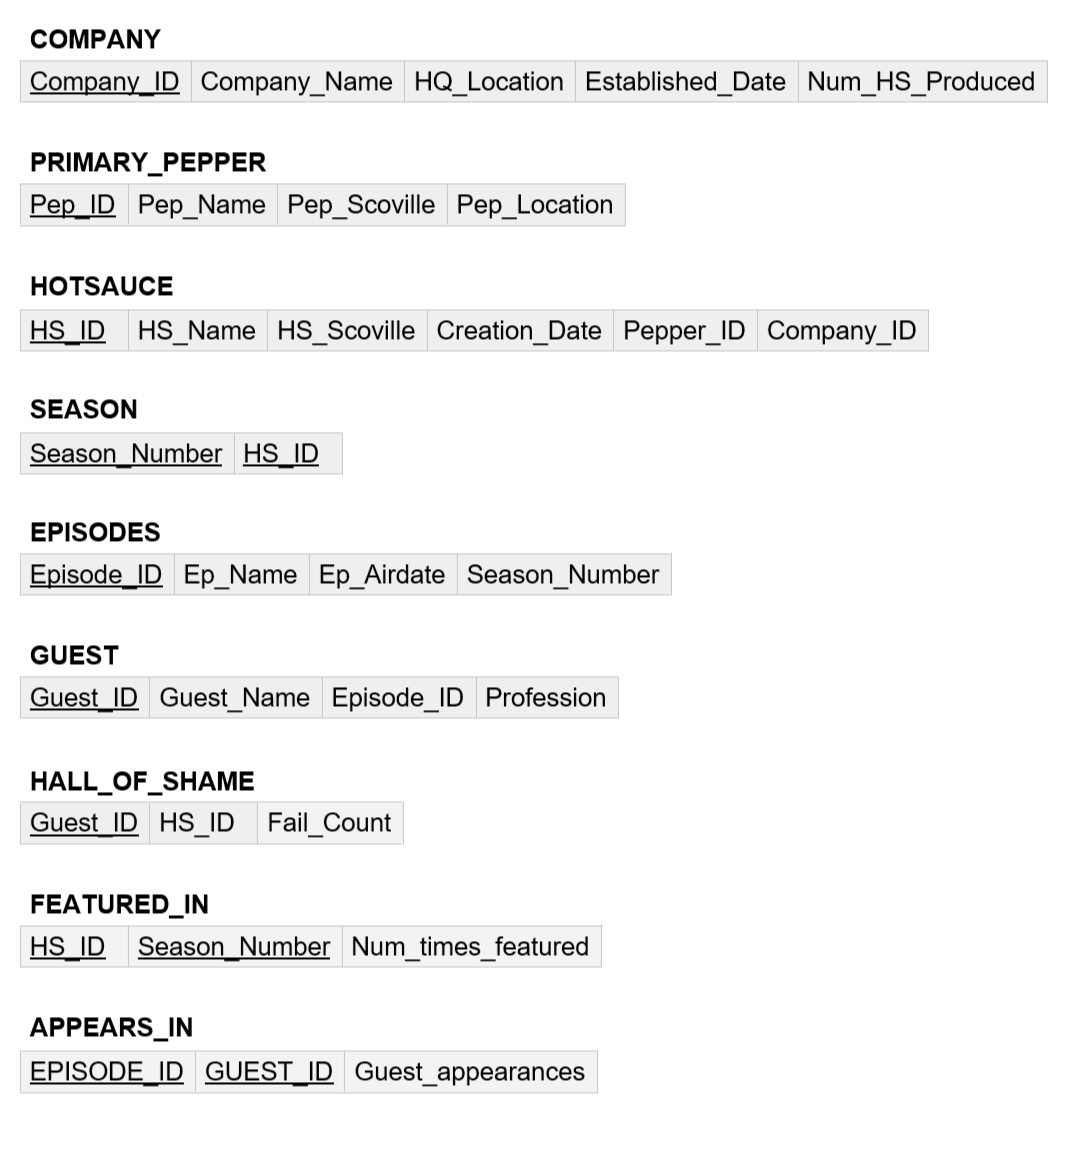 COMPANY
Company_ID Company_Name HQ_Location Established_Date Num_HS_Produced
PRIMARY_PEPPER
Pep_ID Pep_Name Pep_Scoville Pep_Location
HOTSAUCE
HS_ID HS_Name HS_Scoville Creation_Date Pepper_ID Company_ID
SEASON
Season_Number HS_ID
EPISODES
Episode_ID Ep_Name Ep_Airdate Season_Number
GUEST
Guest_ID Guest_Name Episode_ID Profession
HALL_OF_SHAME
Guest_ID HS_ID Fail_Count
FEATURED_IN
HS_ID Season_Number Num_times_featured
APPEARS_IN
EPISODE_ID GUEST_ID Guest_appearances